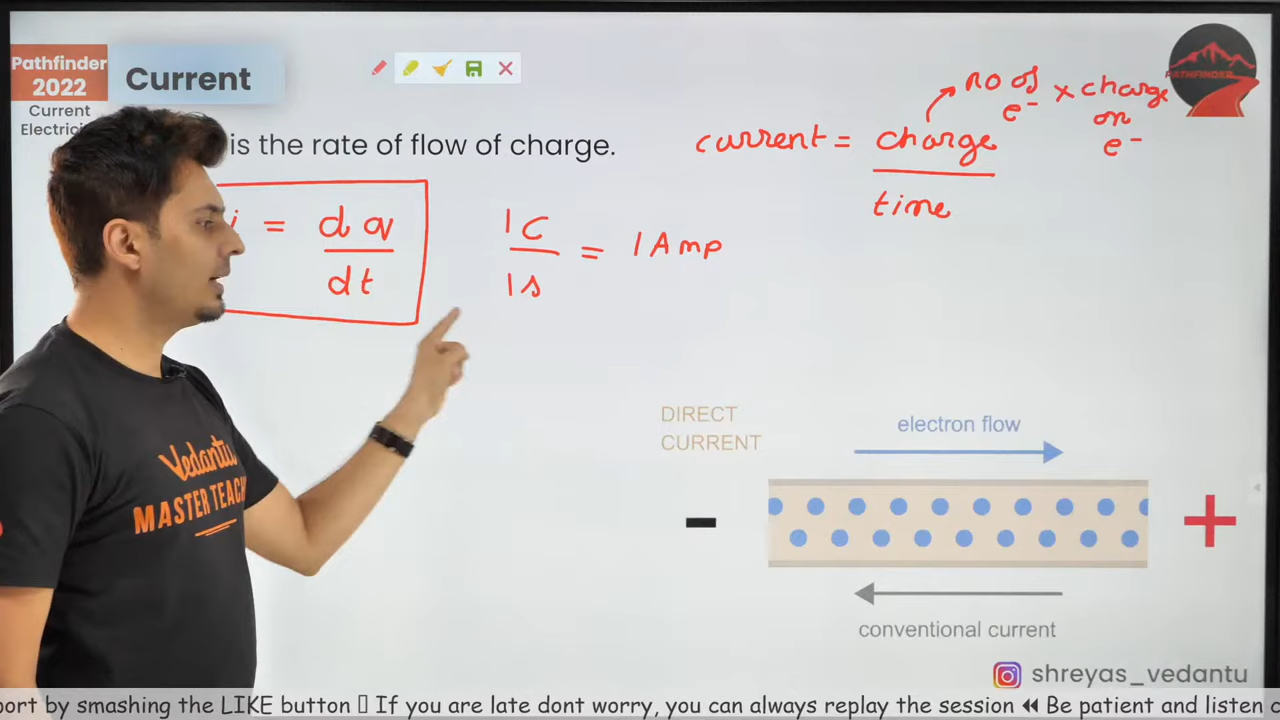 Pathfinder
2022
Current
Current
PATHFINDER
is the rate of flow of charge.
i = dq
dt
1C
1s
= 1 Amp
current = charge
time
no of
e⁻
× charge
on
e⁻
DIRECT
CURRENT
electron flow
-
+
conventional current
Vedantu
MASTER TEACH
shreyas_vedantu
port by smashing the LIKE button ▯ If you are late dont worry, you can always replay the session ⏪ Be patient and listen c